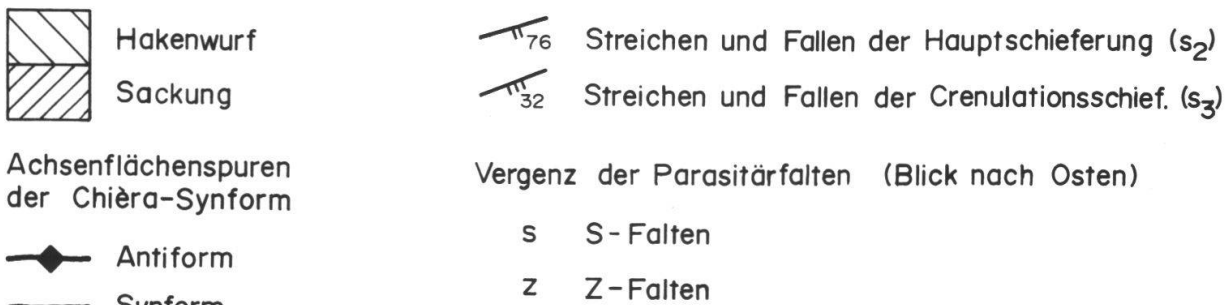 Hakenwurf
Sackung
Achsenflächenspuren
der Chièra-Synform
Antiform
Synform
76 Streichen und Fallen der Hauptschieferung (s2)
32 Streichen und Fallen der Crenulationsschief. (s3)
Vergenz der Parasitärfalten (Blick nach Osten)
s S-Falten
z Z-Falten